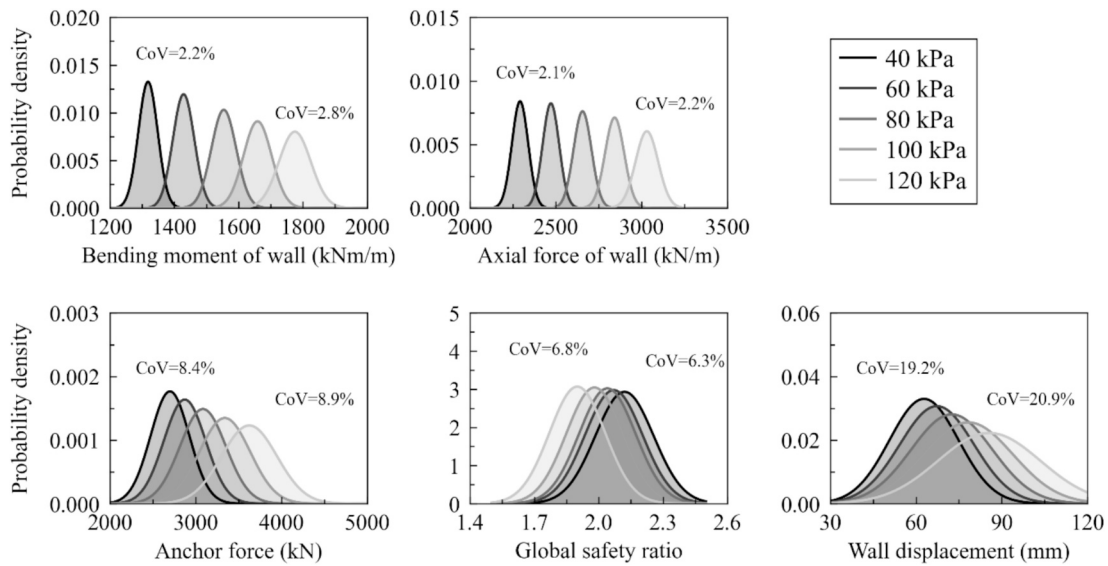 Probability density
0.020
0.015
0.010
0.005
0.000
CoV=2.2%
CoV=2.8%
1200 1400 1600 1800 2000
Bending moment of wall (kNm/m)
0.015
0.010
0.005
0.000
CoV=2.1%
CoV=2.2%
2000 2500 3000 3500
Axial force of wall (kN/m)
40 kPa
60 kPa
80 kPa
100 kPa
120 kPa
Probability density
0.003
0.002
0.001
0.000
CoV=8.4%
CoV=8.9%
2000 3000 4000 5000
Anchor force (kN)
5
4
3
2
1
0
CoV=6.8%
CoV=6.3%
1.4 1.7 2.0 2.3 2.6
Global safety ratio
0.06
0.04
0.02
0.00
CoV=19.2%
CoV=20.9%
30 60 90 120
Wall displacement (mm)